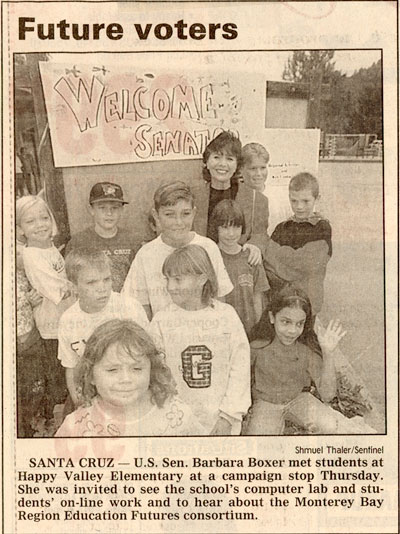 Future voters
WELCOME
SENATOR
SANTA CRUZ
G
Shmuel Thaler/Sentinel
SANTA CRUZ — U.S. Sen. Barbara Boxer met students at
Happy Valley Elementary at a campaign stop Thursday.
She was invited to see the school's computer lab and stu-
dents' on-line work and to hear about the Monterey Bay
Region Education Futures consortium.